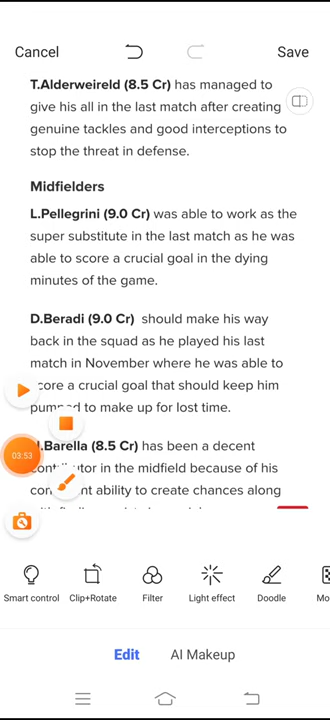 Cancel
Save
T.Alderweireld (8.5 Cr) has managed to
give his all in the last match after creating
genuine tackles and good interceptions to
stop the threat in defense.
Midfielders
L.Pellegrini (9.0 Cr) was able to work as the
super substitute in the last match as he was
able to score a crucial goal in the dying
minutes of the game.
D.Beradi (9.0 Cr) should make his way
back in the squad as he played his last
match in November where he was able to
score a crucial goal that should keep him
pumped to make up for lost time.
03:53
.Barella (8.5 Cr) has been a decent
in the midfield because of his
ability to create chances along
Smart control
Clip+Rotate
Filter
Light effect
Doodle
Mo
Edit
AI Makeup